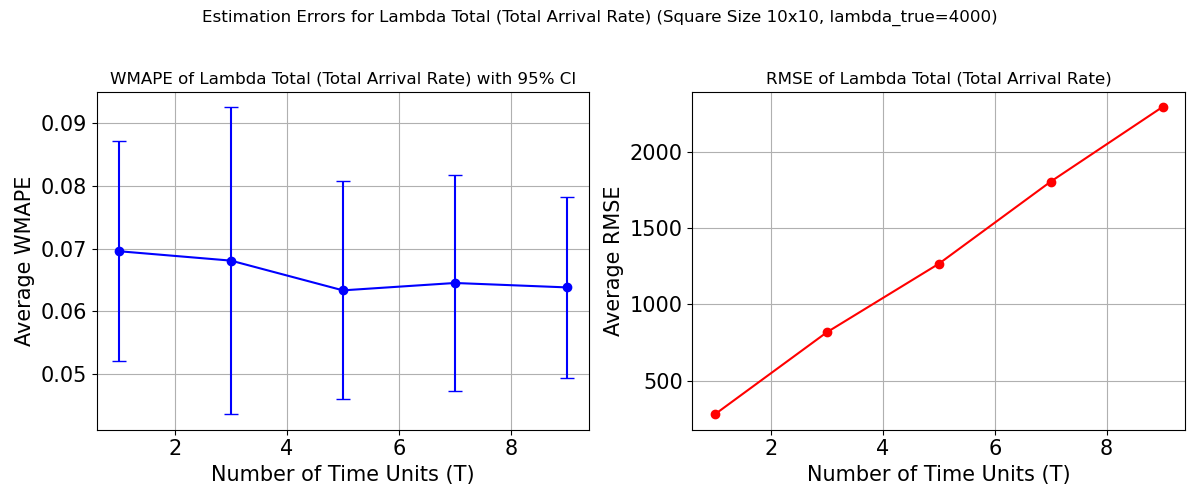 Estimation Errors for Lambda Total (Total Arrival Rate) (Square Size 10x10, lambda_true=4000)
WMAPE of Lambda Total (Total Arrival Rate) with 95% CI
Average WMAPE
0.09
0.08
0.07
0.06
0.05
2 4 6 8
Number of Time Units (T)
RMSE of Lambda Total (Total Arrival Rate)
Average RMSE
2000
1500
1000
500
2 4 6 8
Number of Time Units (T)